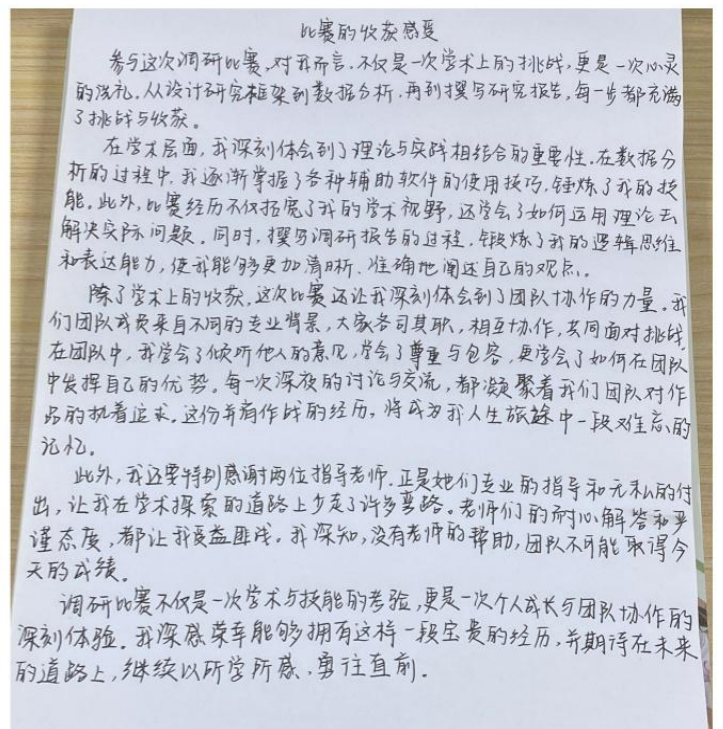 比赛的收获感受
参与这次调研比赛,对我而言,不仅是一次学术上的挑战,更是一次心灵
的洗礼。从设计研究框架到数据分析,再到撰写研究报告,每一步都充满
了挑战与收获。
在学术层面,我深刻体会到了理论与实践相结合的重要性。在数据分
析的过程中,我逐渐掌握了各种辅助软件的使用技巧,锤炼了我的技
能。此外,比赛经历不仅拓宽了我的学术视野,还学会了如何运用理论去
解决实际问题。同时,撰写调研报告的过程,锻炼了我的逻辑思维
和表达能力,使我能够更加清晰、准确地阐述自己的观点。
除了学术上的收获,这次比赛还让我深刻体会到了团队协作的力量。我
们团队成员来自不同的专业背景,大家各司其职,相互协作,共同面对挑战,
在团队中,我学会了倾听他人的意见,学会了尊重与包容,更学会了如何在团队
中发挥自己的优势。每一次深夜的讨论与交流,都凝聚着我们团队对作
品的执着追求。这份并肩作战的经历,将成为我人生旅途中一段难忘的
记忆。
此外,我还要特别感谢两位指导老师。正是她们专业的指导和无私的付
出,让我在学术探索的道路上少走了许多弯路。老师们的耐心解答和严
谨态度,都让我受益匪浅。我深知,没有老师的帮助,团队不可能取得今
天的成绩。
调研比赛不仅是一次学术与技能的考验,更是一次个人成长与团队协作的
深刻体验。我深感荣幸能够拥有这样一段宝贵的经历,并期待在未来
的道路上,继续以所学所感,勇往直前。